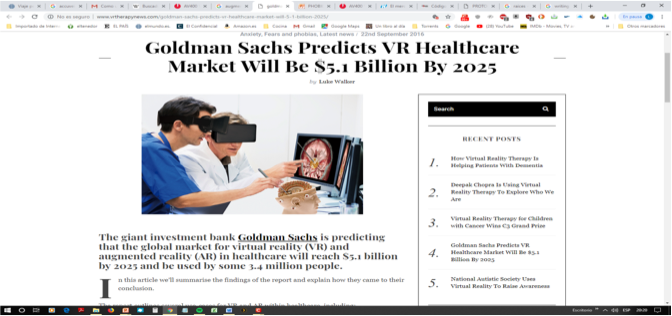 No es seguro | www.vrtherapynews.com/goldman-sachs-predicts-vr-healthcare-market-will-5-1-billion-2025/
En pausa
Importado de Inter...
alrededor
EL PAÍS
elmundo.es
El Confidencial
Amazon
Cocina
Gmail
Google Maps
Un libro al día
Torrents
Google
(28) YouTube
IMDb - Movies, TV
Otros marcadores
Anxiety, Fears and phobias, Latest news | 22nd September 2016
Goldman Sachs Predicts VR Healthcare
Market Will Be $5.1 Billion By 2025
by Luke Walker
Search
RECENT POSTS
1. How Virtual Reality Therapy Is
Helping Patients With Dementia
2. Deepak Chopra Is Using Virtual
Reality Therapy To Explore Who We
Are
3. Virtual Reality Therapy for Children
with Cancer Wins C3 Grand Prize
4. Goldman Sachs Predicts VR
Healthcare Market Will Be $5.1
Billion By 2025
5. National Autistic Society Uses
Virtual Reality To Raise Awareness
The giant investment bank Goldman Sachs is predicting
that the global market for virtual reality (VR) and
augmented reality (AR) in healthcare will reach $5.1 billion
by 2025 and be used by some 3.4 million people.
In this article we'll summarise the findings of the report and explain how they came to their
conclusion.
Escritorio
ESP